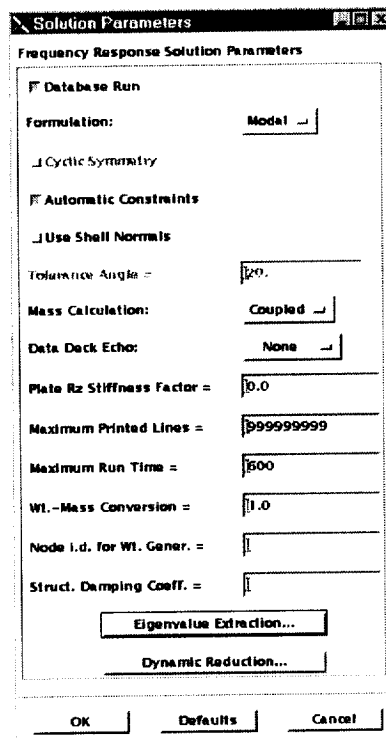 Solution Parameters
Frequency Response Solution Parameters
Database Run
Formulation: Modal
Cyclic Symmetry
Automatic Constraints
Use Shell Normals
Tolerance Angle = 20.
Mass Calculation: Coupled
Data Deck Echo: None
Plate Rz Stiffness Factor = 0.0
Maximum Printed Lines = 999999999
Maximum Run Time = 600
Wt.-Mass Conversion = 1.0
Node i.d. for Wt. Gener. =
Struct. Damping Coeff. =
Eigenvalue Extraction...
Dynamic Reduction...
OK Defaults Cancel